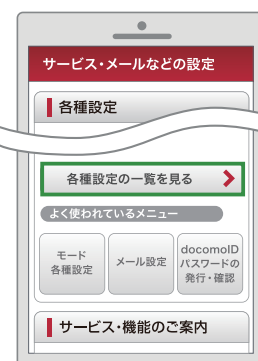 サービス・メールなどの設定
各種設定
各種設定の一覧を見る
よく使われているメニュー
モード
各種設定
メール設定
docomoID
パスワードの
発行・確認
サービス・機能のご案内